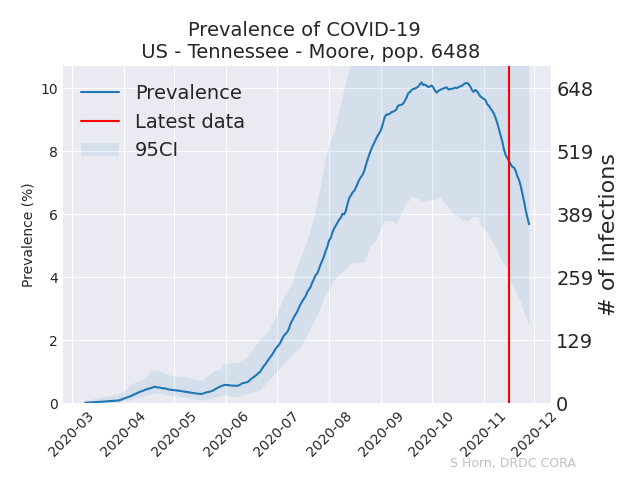 Prevalence of COVID-19
US - Tennessee - Moore, pop. 6488
Prevalence
Latest data
95CI
Prevalence (%)
10
8
6
4
2
0
648
519
389
259
129
0
# of infections
2020-03
2020-04
2020-05
2020-06
2020-07
2020-08
2020-09
2020-10
2020-11
2020-12
S Horn, DRDC CORA